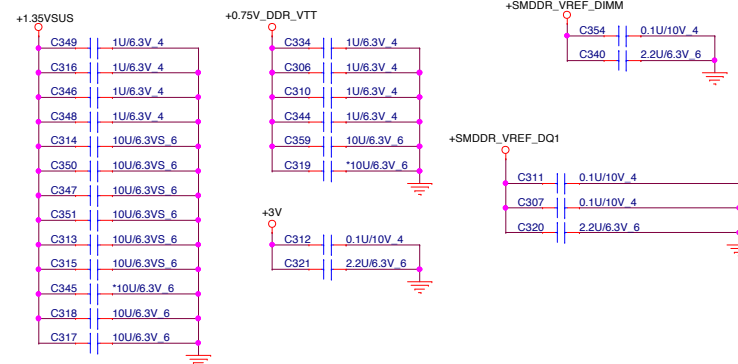 +1.35VSUS
C349 1U/6.3V_4
C316 1U/6.3V_4
C346 1U/6.3V_4
C348 1U/6.3V_4
C314 10U/6.3VS_6
C350 10U/6.3VS_6
C347 10U/6.3VS_6
C351 10U/6.3VS_6
C313 10U/6.3VS_6
C315 10U/6.3VS_6
C345 *10U/6.3V_6
C318 10U/6.3V_6
C317 10U/6.3V_6
+0.75V_DDR_VTT
C334 1U/6.3V_4
C306 1U/6.3V_4
C310 1U/6.3V_4
C344 1U/6.3V_4
C359 10U/6.3V_6
C319 *10U/6.3V_6
+3V
C312 0.1U/10V_4
C321 2.2U/6.3V_6
+SMDDR_VREF_DIMM
C354 0.1U/10V_4
C340 2.2U/6.3V_6
+SMDDR_VREF_DQ1
C311 0.1U/10V_4
C307 0.1U/10V_4
C320 2.2U/6.3V_6